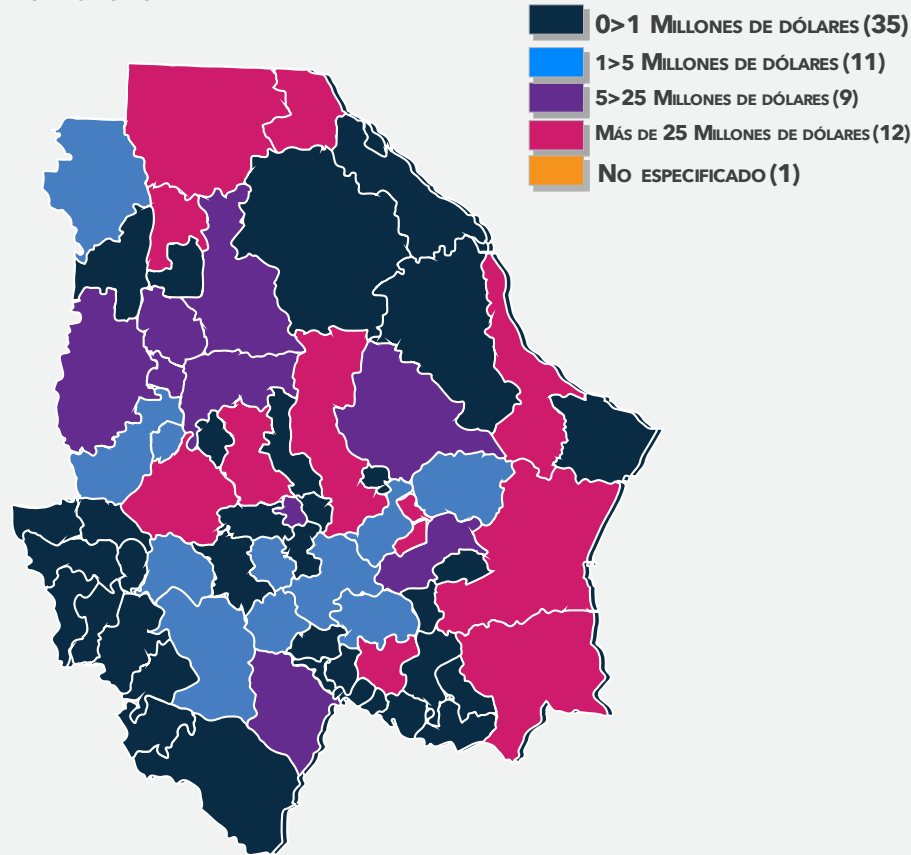 0>1 Millones de dólares (35)
1>5 Millones de dólares (11)
5>25 Millones de dólares (9)
Más de 25 Millones de dólares (12)
No especificado (1)